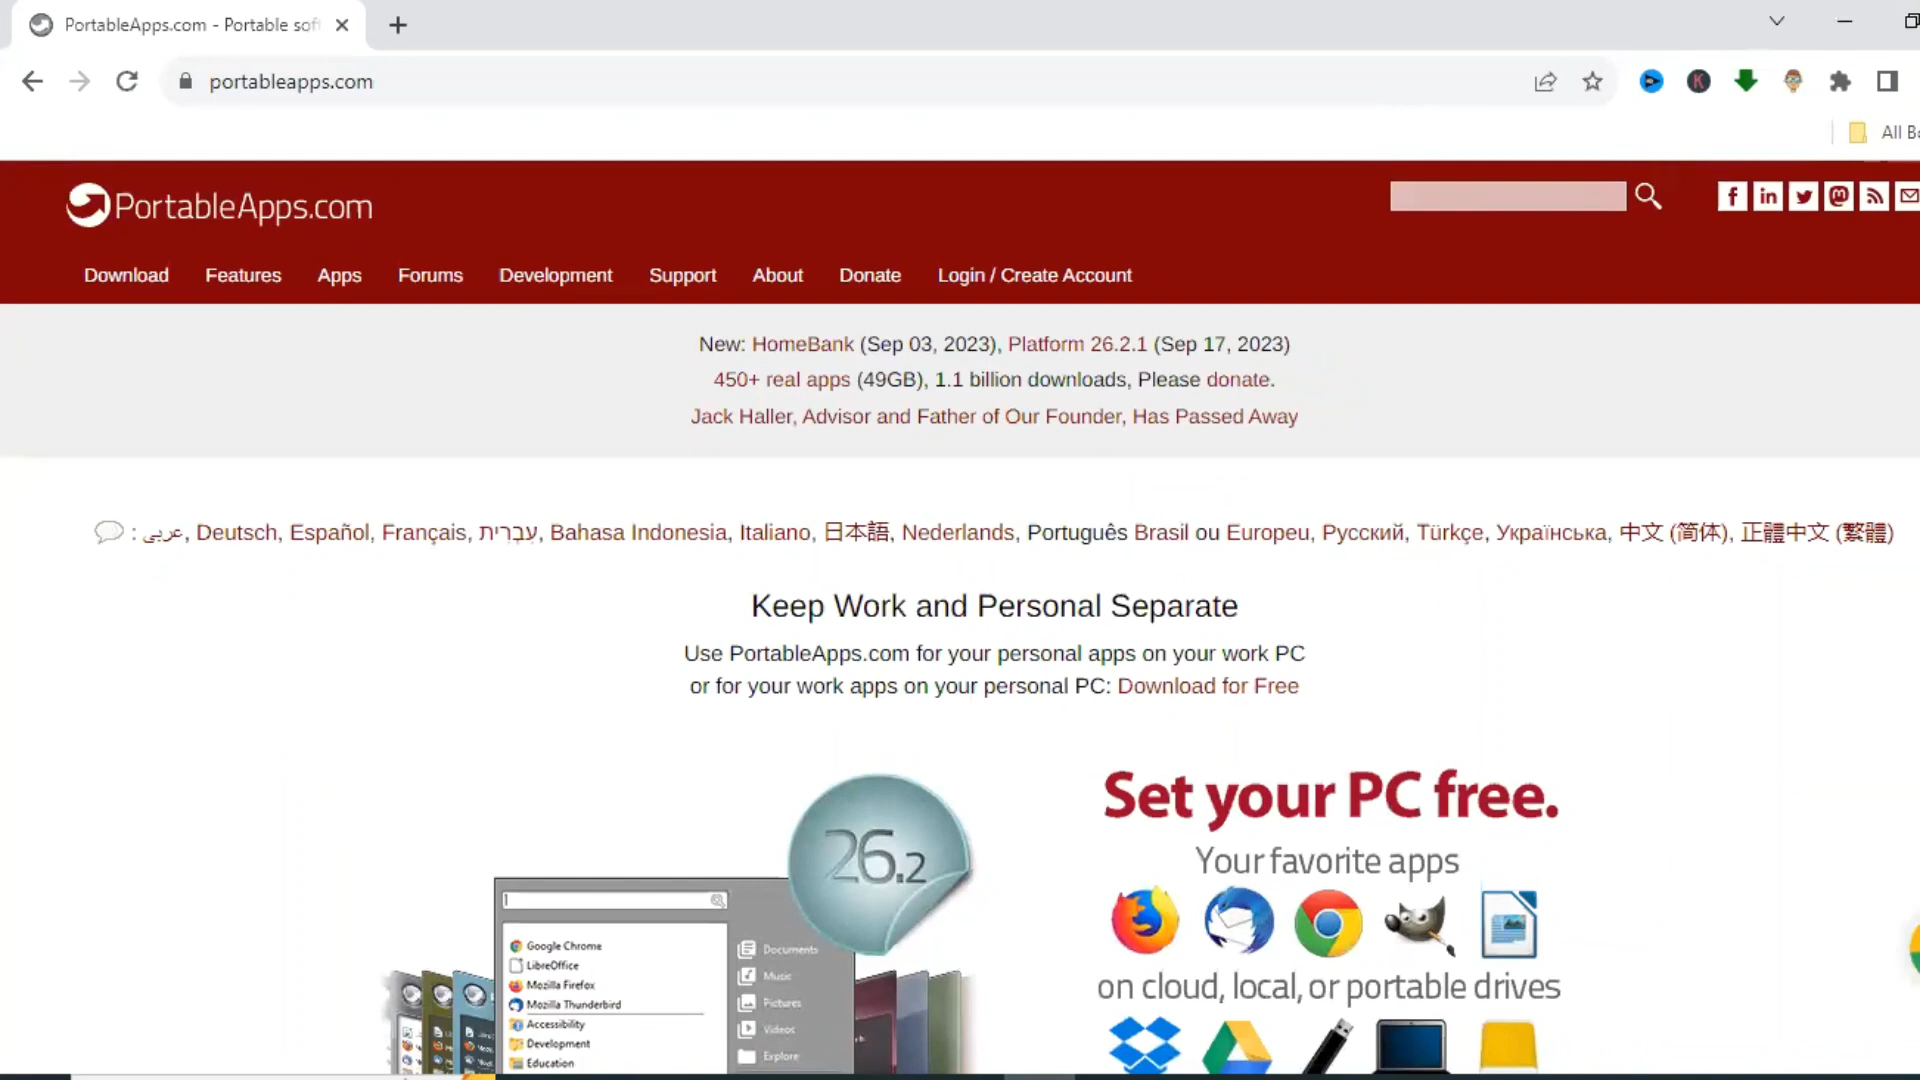 PortableApps.com - Portable sof
portableapps.com
All Bo
PortableApps.com
Download Features Apps Forums Development Support About Donate Login / Create Account
New: HomeBank (Sep 03, 2023), Platform 26.2.1 (Sep 17, 2023)
450+ real apps (49GB), 1.1 billion downloads, Please donate.
Jack Haller, Advisor and Father of Our Founder, Has Passed Away
: عربى, Deutsch, Español, Français, עִבְרִית, Bahasa Indonesia, Italiano, 日本語, Nederlands, Português Brasil ou Europeu, Русский, Türkçe, Українська, 中文 (简体), 正體中文 (繁體)
Keep Work and Personal Separate
Use PortableApps.com for your personal apps on your work PC
or for your work apps on your personal PC: Download for Free
26.2
Google Chrome
LibreOffice
Mozilla Firefox
Mozilla Thunderbird
Accessibility
Development
Education
Documents
Music
Pictures
Videos
Explore
Set your PC free.
Your favorite apps
on cloud, local, or portable drives